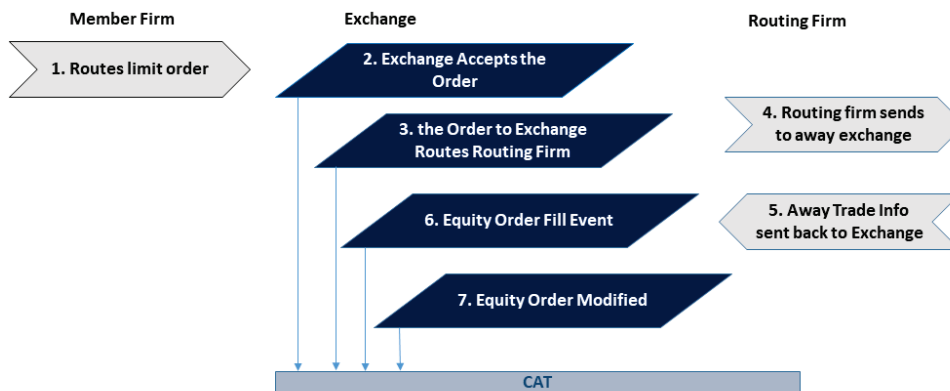 Member Firm
Exchange
Routing Firm
1. Routes limit order
2. Exchange Accepts the
Order
3. the Order to Exchange
Routes Routing Firm
4. Routing firm sends
to away exchange
6. Equity Order Fill Event
5. Away Trade Info
sent back to Exchange
7. Equity Order Modified
CAT